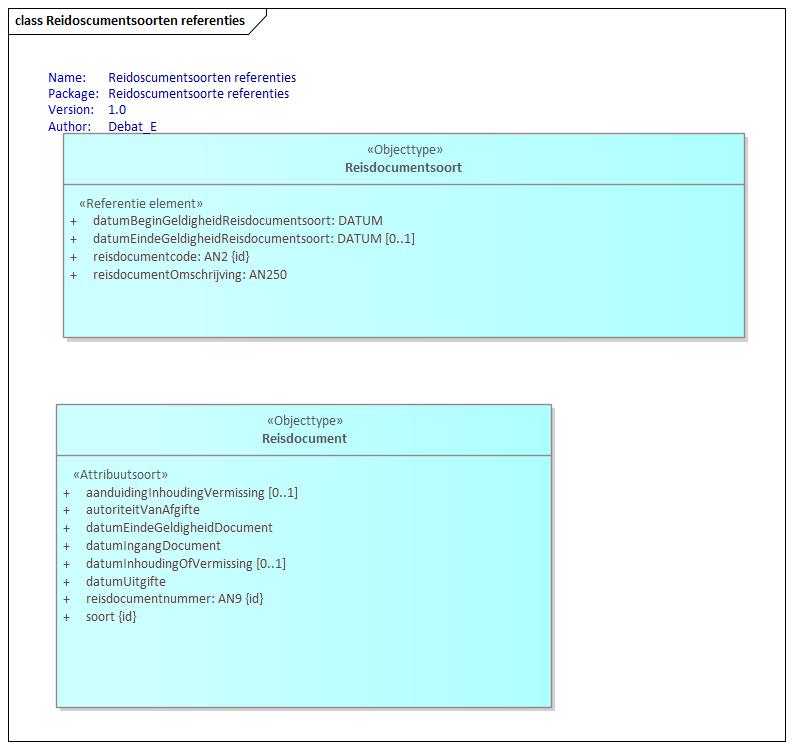 class Reidoscumentsoorten referenties
Name: Reidoscumentsoorten referenties
Package: Reidoscumentsoorte referenties
Version: 1.0
Author: Debat_E
«Objecttype»
Reisdocumentsoort
«Referentie element»
+ datumBeginGeldigheidReisdocumentsoort: DATUM
+ datumEindeGeldigheidReisdocumentsoort: DATUM [0..1]
+ reisdocumentcode: AN2 {id}
+ reisdocumentOmschrijving: AN250
«Objecttype»
Reisdocument
«Attribuutsoort»
+ aanduidingInhoudingVermissing [0..1]
+ autoriteitVanAfgifte
+ datumEindeGeldigheidDocument
+ datumIngangDocument
+ datumInhoudingOfVermissing [0..1]
+ datumUitgifte
+ reisdocumentnummer: AN9 {id}
+ soort {id}